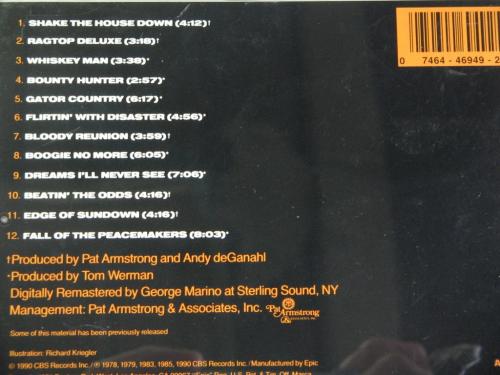 1. SHAKE THE HOUSE DOWN (4:12)†
2. RAGTOP DELUXE (3:18)†
3. WHISKEY MAN (3:38)*
4. BOUNTY HUNTER (2:57)*
5. GATOR COUNTRY (6:17)*
6. FLIRTIN' WITH DISASTER (4:56)*
7. BLOODY REUNION (3:59)†
8. BOOGIE NO MORE (6:05)*
9. DREAMS I'LL NEVER SEE (7:06)*
10. BEATIN' THE ODDS (4:16)†
11. EDGE OF SUNDOWN (4:16)†
12. FALL OF THE PEACEMAKERS (8:03)*
0 7464-46949-2
†Produced by Pat Armstrong and Andy deGanahl
*Produced by Tom Werman
Digitally Remastered by George Marino at Sterling Sound, NY
Management: Pat Armstrong & Associates, Inc.
Pat Armstrong
Some of this material has been previously released
Illustration: Richard Kriegler
© 1990 CBS Records Inc./℗ 1978, 1979, 1983, 1985, 1990 CBS Records Inc./Manufactured by Epic